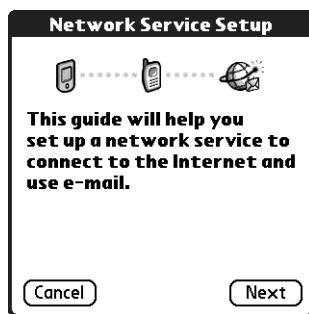 Network Service Setup
This guide will help you
set up a network service to
connect to the Internet and
use e-mail.
Cancel
Next